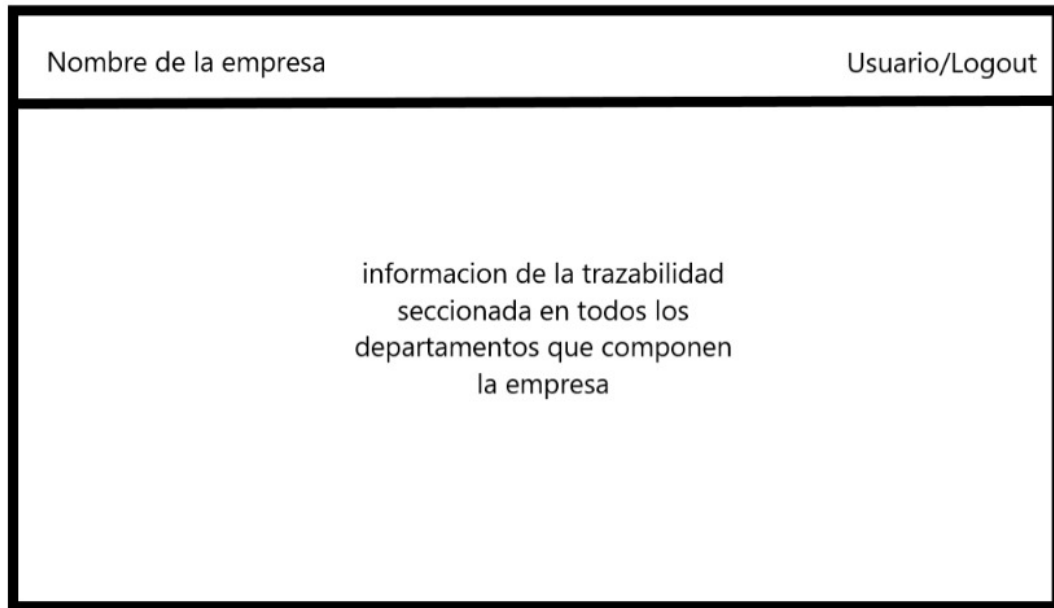 Nombre de la empresa
Usuario/Logout
informacion de la trazabilidad
seccionada en todos los
departamentos que componen
la empresa